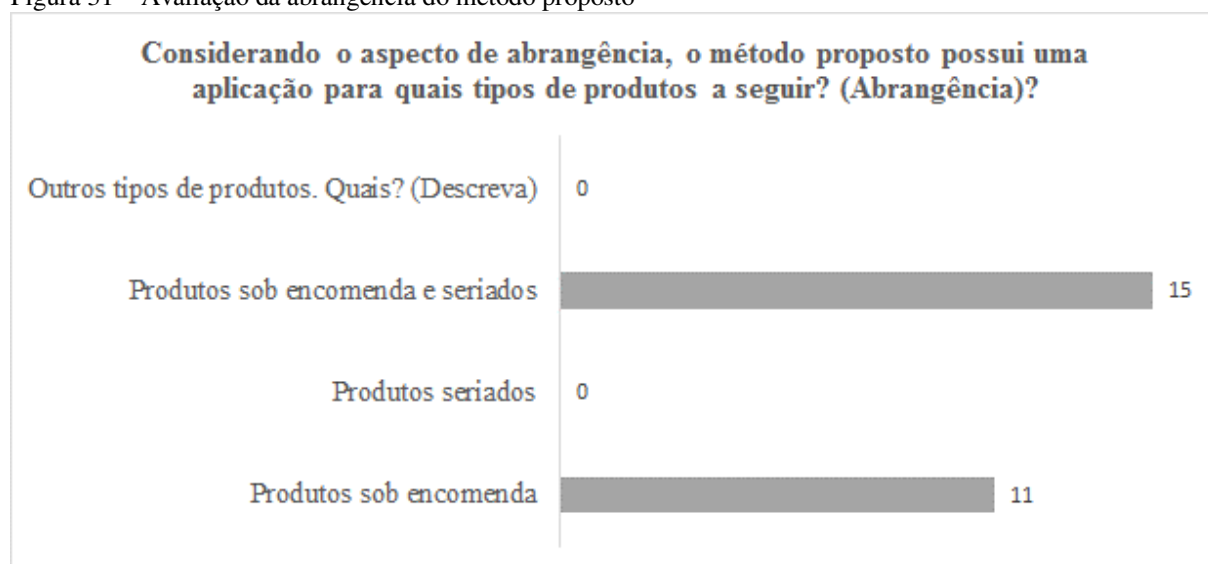 Figura 31 – Avaliação da abrangência do método proposto
Considerando o aspecto de abrangência, o método proposto possui uma
aplicação para quais tipos de produtos a seguir? (Abrangência)?
Outros tipos de produtos. Quais? (Descreva) 0
Produtos sob encomenda e seriados 15
Produtos seriados 0
Produtos sob encomenda 11